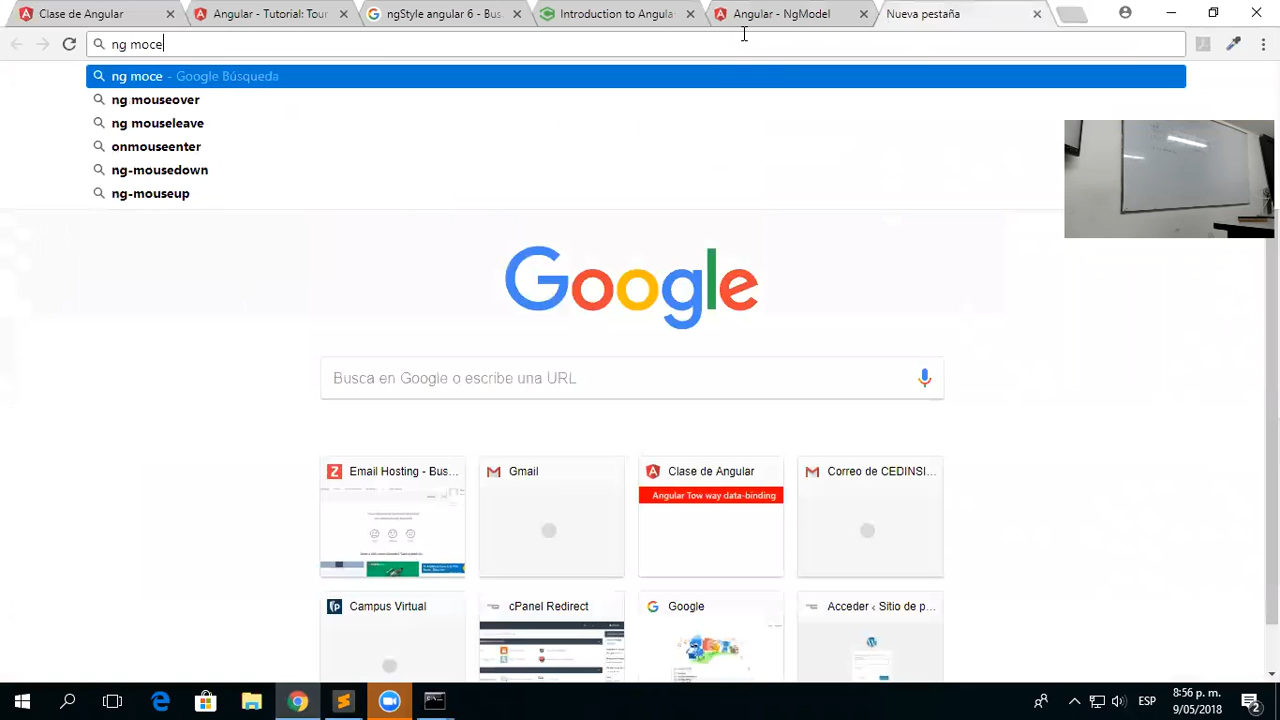 Clase de Angular
Angular - Tutorial: Tour
ngStyle angular 6 - Bus
Introduction to Angular
Angular - NgModel
Nueva pestaña
ng moce
ng moce - Google Búsqueda
ng mouseover
ng mouseleave
onmouseenter
ng-mousedown
ng-mouseup
Google
Busca en Google o escribe una URL
Email Hosting - Bus...
Gmail
Clase de Angular
Correo de CEDINSI...
Angular Tow way data-binding
Campus Virtual
cPanel Redirect
Google
Acceder ‹ Sitio de p...
ESP
8:56 p. m.
9/05/2018
2